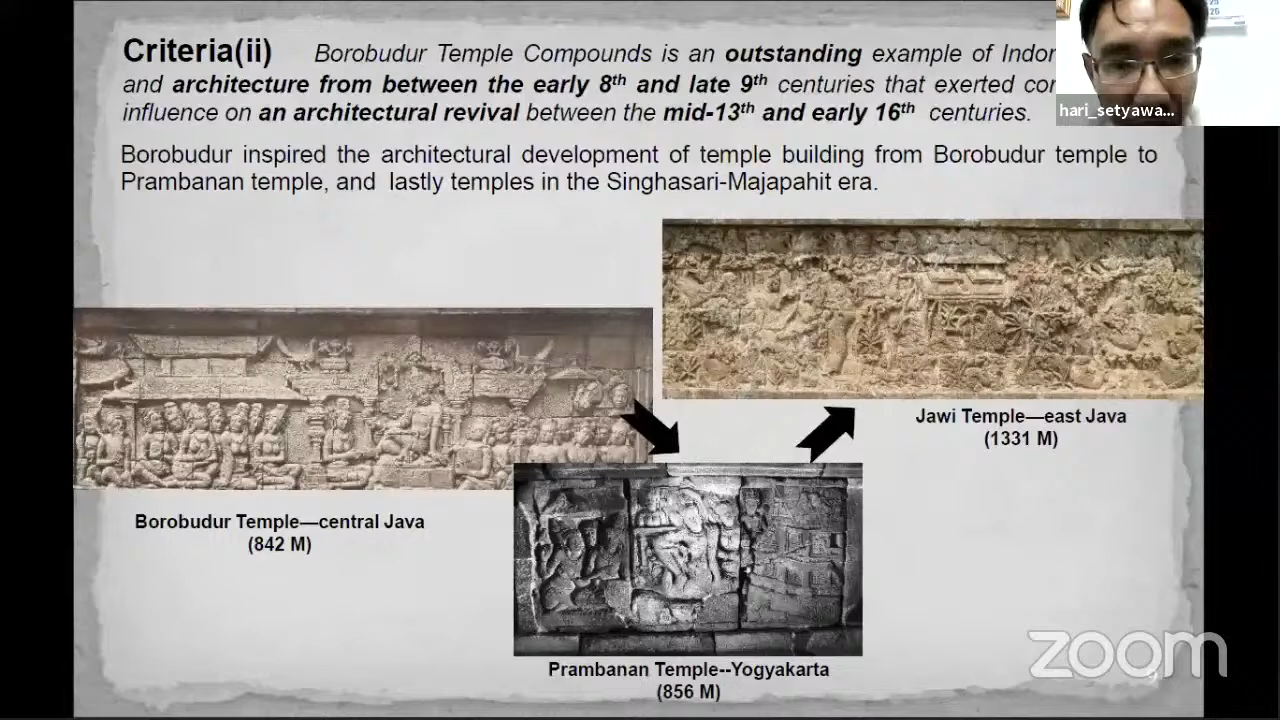 Criteria(ii) Borobudur Temple Compounds is an outstanding example of
and architecture from between the early 8th and late 9th centuries that exerted
influence on an architectural revival between the mid-13th and early 16th centuries.
Borobudur inspired the architectural development of temple building from Borobudur temple to
Prambanan temple, and lastly temples in the Singhasari-Majapahit era.
hari_setyawa...
Jawi Temple—east Java
(1331 M)
Borobudur Temple—central Java
(842 M)
Prambanan Temple--Yogyakarta
(856 M)
zoom
9